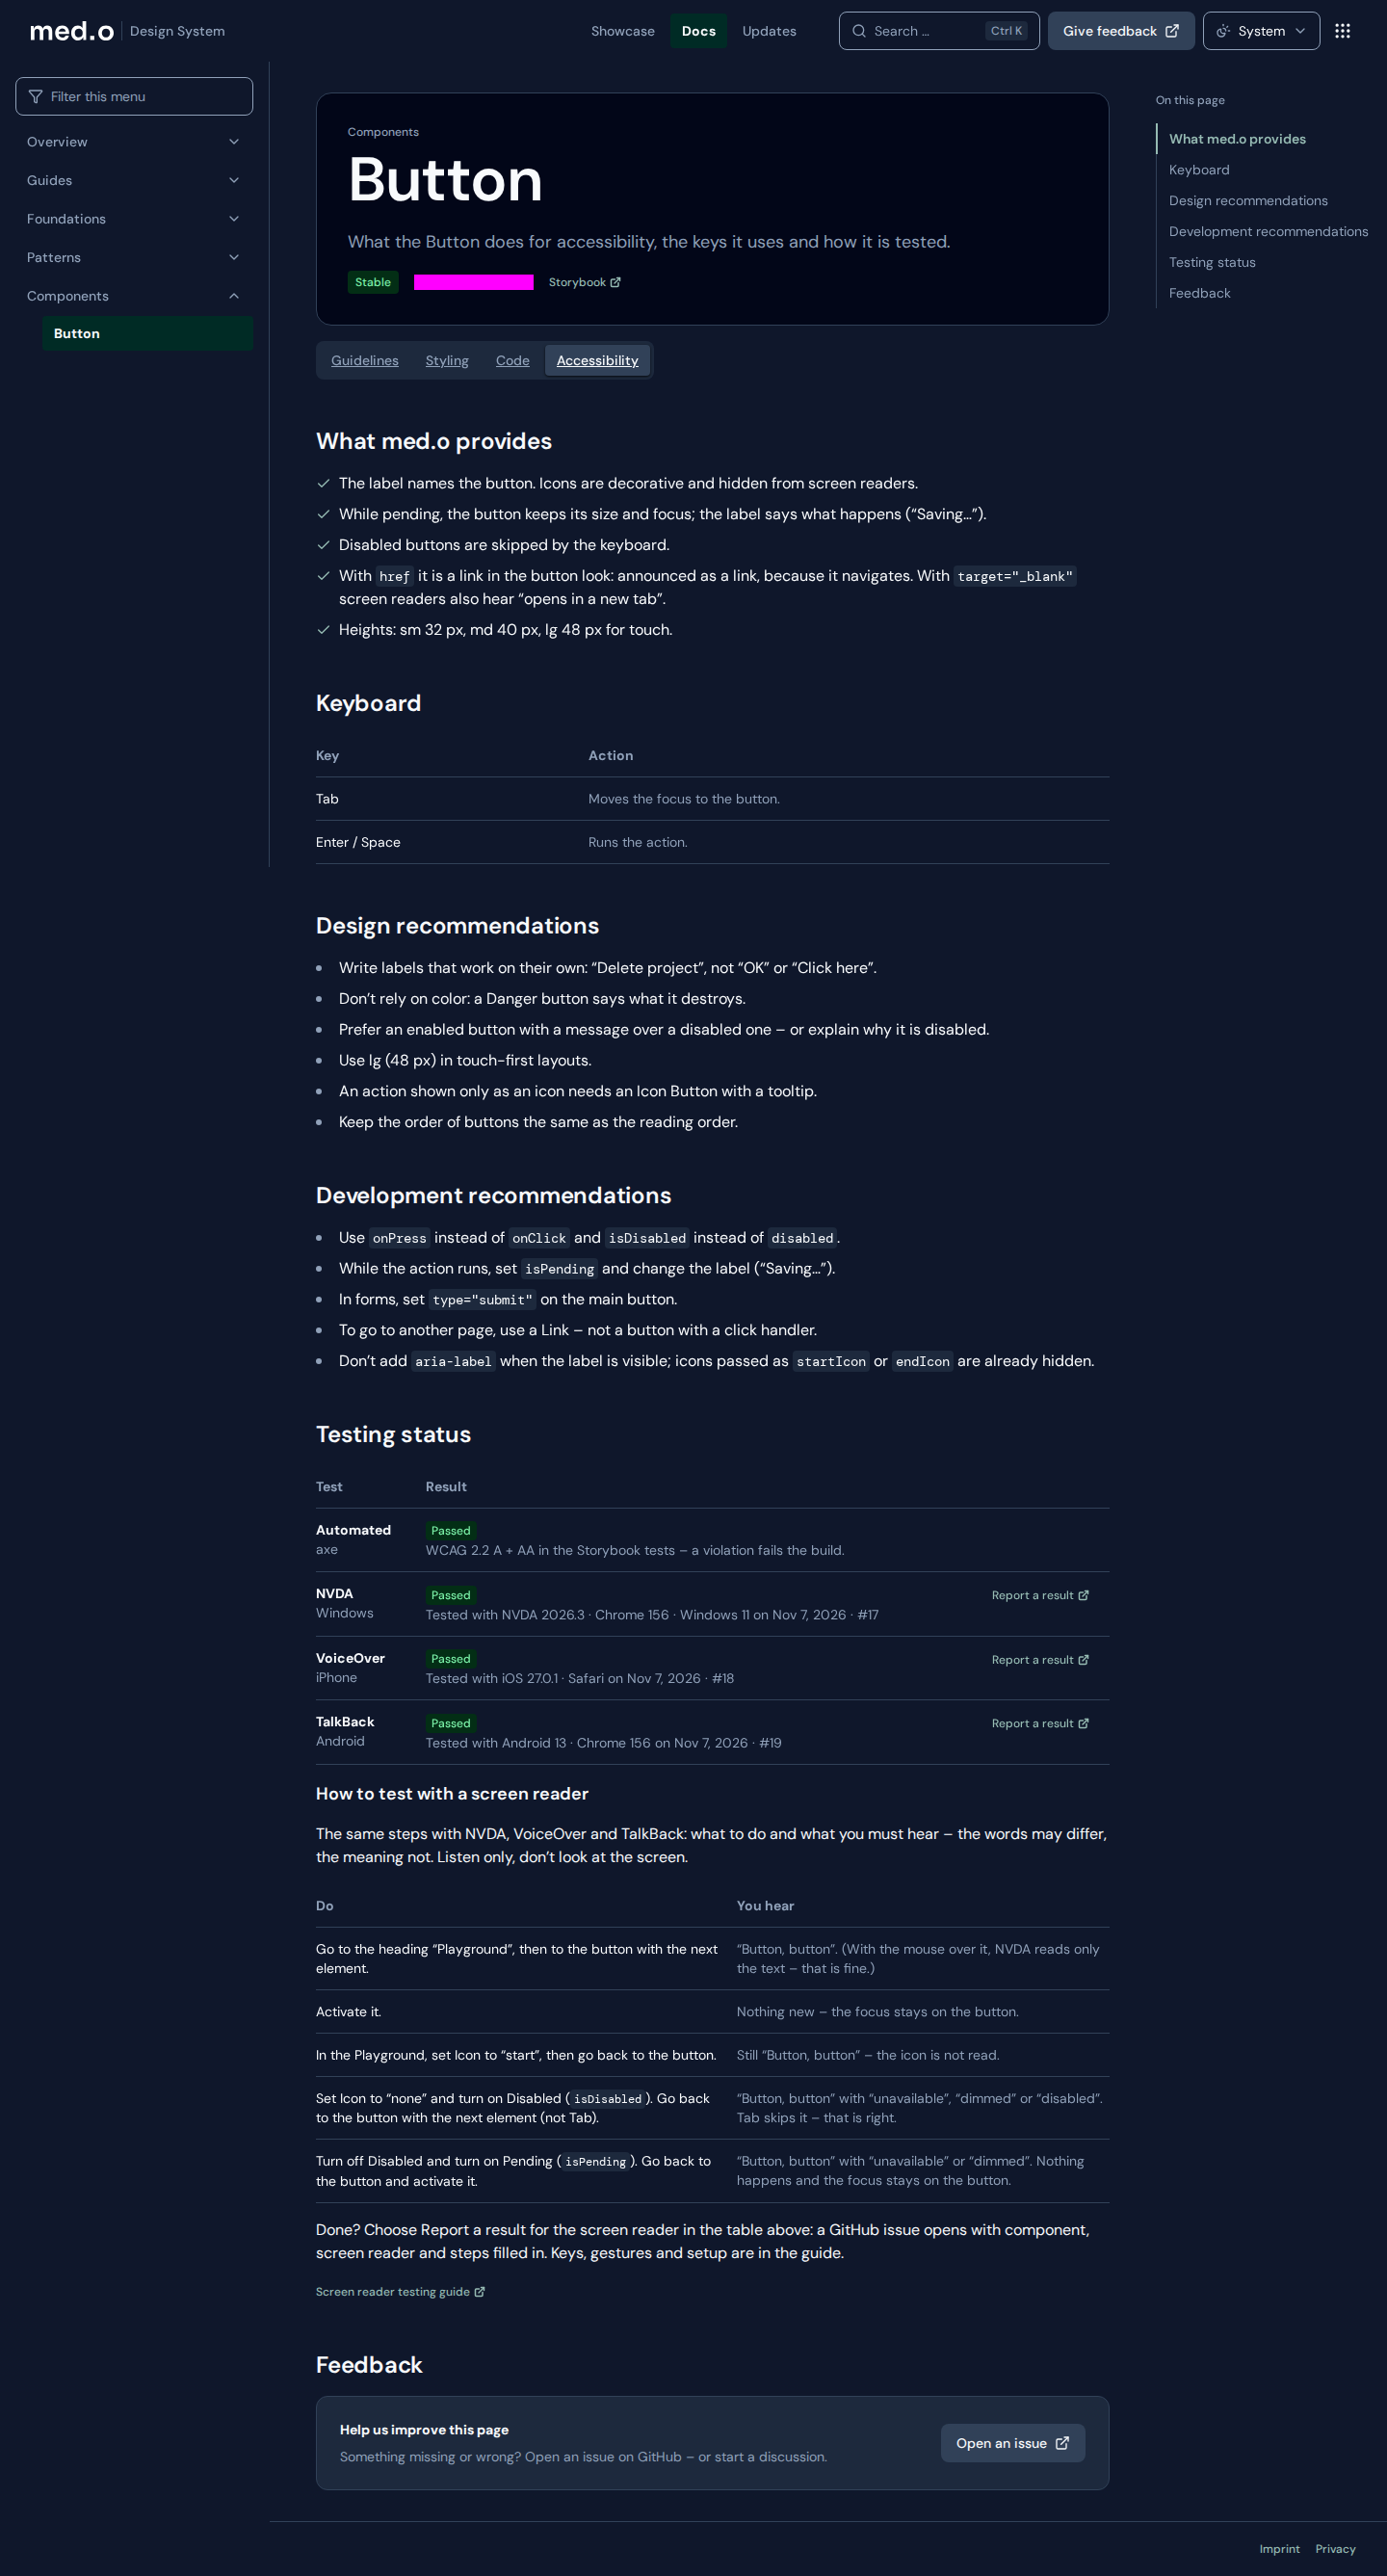 med.o Design System
Showcase Docs Updates
Search … Ctrl K
Give feedback
System
Filter this menu
Overview
Guides
Foundations
Patterns
Components
Button
Components
Button
What the Button does for accessibility, the keys it uses and how it is tested.
Stable Storybook
Guidelines Styling Code Accessibility
On this page
What med.o provides
Keyboard
Design recommendations
Development recommendations
Testing status
Feedback
What med.o provides
The label names the button. Icons are decorative and hidden from screen readers.
While pending, the button keeps its size and focus; the label says what happens (“Saving…”).
Disabled buttons are skipped by the keyboard.
With href it is a link in the button look: announced as a link, because it navigates. With target="_blank"
screen readers also hear “opens in a new tab”.
Heights: sm 32 px, md 40 px, lg 48 px for touch.
Keyboard
Key Action
Tab Moves the focus to the button.
Enter / Space Runs the action.
Design recommendations
Write labels that work on their own: “Delete project”, not “OK” or “Click here”.
Don’t rely on color: a Danger button says what it destroys.
Prefer an enabled button with a message over a disabled one – or explain why it is disabled.
Use lg (48 px) in touch-first layouts.
An action shown only as an icon needs an Icon Button with a tooltip.
Keep the order of buttons the same as the reading order.
Development recommendations
Use onPress instead of onClick and isDisabled instead of disabled.
While the action runs, set isPending and change the label (“Saving…”).
In forms, set type="submit" on the main button.
To go to another page, use a Link – not a button with a click handler.
Don’t add aria-label when the label is visible; icons passed as startIcon or endIcon are already hidden.
Testing status
Test Result
Automated Passed
axe WCAG 2.2 A + AA in the Storybook tests – a violation fails the build.
NVDA Passed Report a result
Windows Tested with NVDA 2026.3 · Chrome 156 · Windows 11 on Nov 7, 2026 · #17
VoiceOver Passed Report a result
iPhone Tested with iOS 27.0.1 · Safari on Nov 7, 2026 · #18
TalkBack Passed Report a result
Android Tested with Android 13 · Chrome 156 on Nov 7, 2026 · #19
How to test with a screen reader
The same steps with NVDA, VoiceOver and TalkBack: what to do and what you must hear – the words may differ,
the meaning not. Listen only, don’t look at the screen.
Do You hear
Go to the heading “Playground”, then to the button with the next “Button, button”. (With the mouse over it, NVDA reads only
element. the text – that is fine.)
Activate it. Nothing new – the focus stays on the button.
In the Playground, set Icon to “start”, then go back to the button. Still “Button, button” – the icon is not read.
Set Icon to “none” and turn on Disabled (isDisabled). Go back “Button, button” with “unavailable”, “dimmed” or “disabled”.
to the button with the next element (not Tab). Tab skips it – that is right.
Turn off Disabled and turn on Pending (isPending). Go back to “Button, button” with “unavailable” or “dimmed”. Nothing
the button and activate it. happens and the focus stays on the button.
Done? Choose Report a result for the screen reader in the table above: a GitHub issue opens with component,
screen reader and steps filled in. Keys, gestures and setup are in the guide.
Screen reader testing guide
Feedback
Help us improve this page
Something missing or wrong? Open an issue on GitHub – or start a discussion.
Open an issue
Imprint Privacy